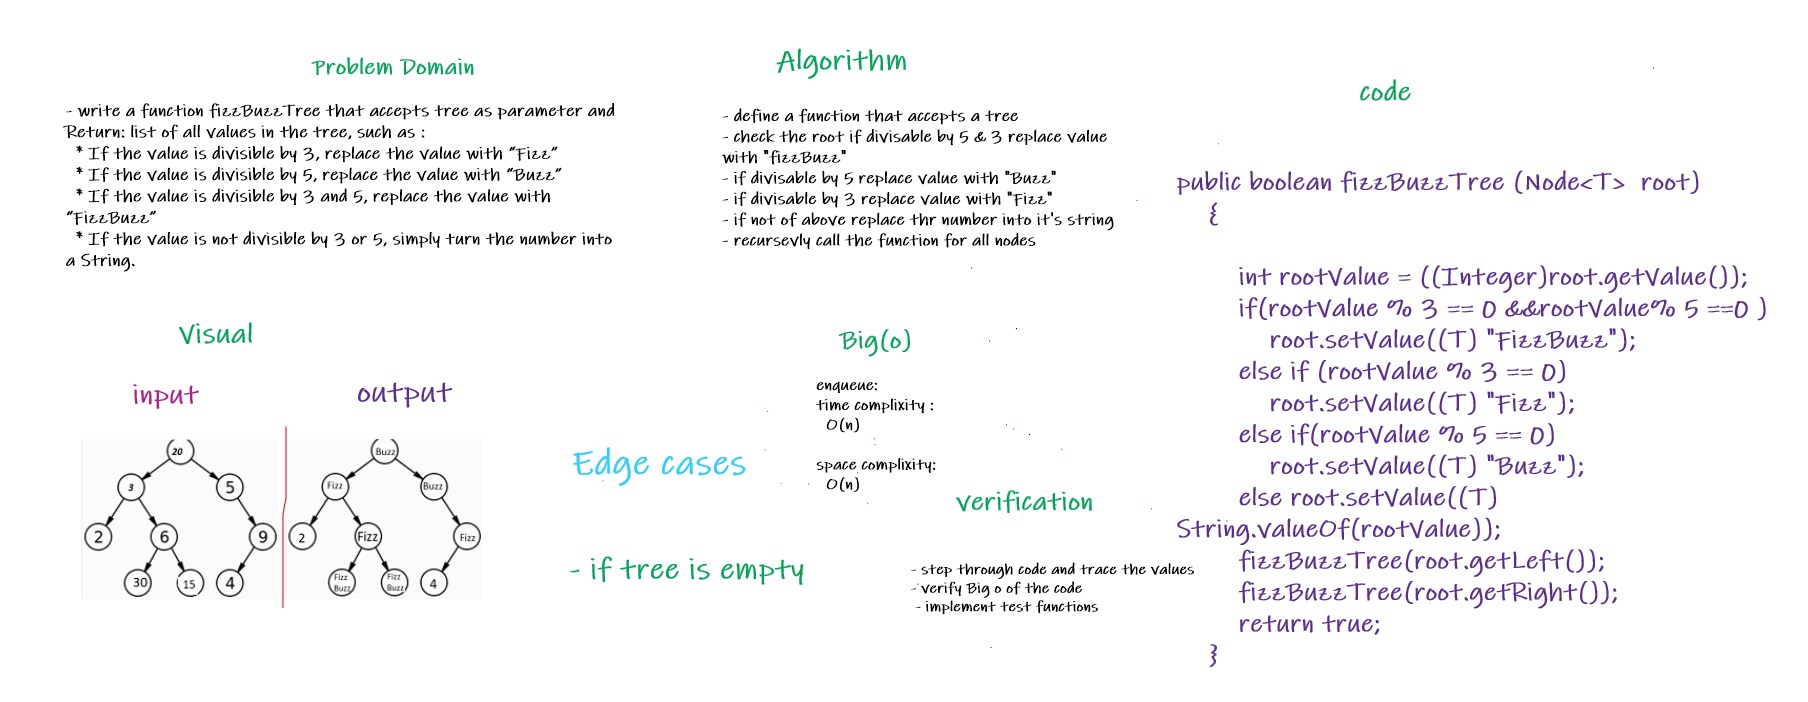 Problem Domain
- write a function fizzBuzzTree that accepts tree as parameter and
Return: list of all values in the tree, such as :
* If the value is divisible by 3, replace the value with “Fizz”
* If the value is divisible by 5, replace the value with “Buzz”
* If the value is divisible by 3 and 5, replace the value with
“FizzBuzz”
* If the value is not divisible by 3 or 5, simply turn the number into
a String.
Algorithm
- define a function that accepts a tree
- check the root if divisable by 5 & 3 replace value
with "fizzBuzz"
- if divisable by 5 replace value with "Buzz"
- if divisable by 3 replace value with "Fizz"
- if not of above replace thr number into it's string
- recursevly call the function for all nodes
code
public boolean fizzBuzzTree (Node<T> root)
{
int rootValue = ((Integer)root.getValue());
if(rootValue % 3 == 0 &&rootValue% 5 ==0 )
root.setValue((T) "FizzBuzz");
else if (rootValue % 3 == 0)
root.setValue((T) "Fizz");
else if(rootValue % 5 == 0)
root.setValue((T) "Buzz");
else root.setValue((T)
String.valueOf(rootValue));
fizzBuzzTree(root.getLeft());
fizzBuzzTree(root.getRight());
return true;
}
Visual
input
20
3
5
2
6
9
30
15
4
output
Buzz
Fizz
Buzz
2
Fizz
Fizz
Fizz
Buzz
Fizz
Buzz
4
Big(o)
enqueue:
time complixity :
O(n)
space complixity:
O(n)
Edge cases
- if tree is empty
verification
- step through code and trace the values
- verify Big o of the code
- implement test functions